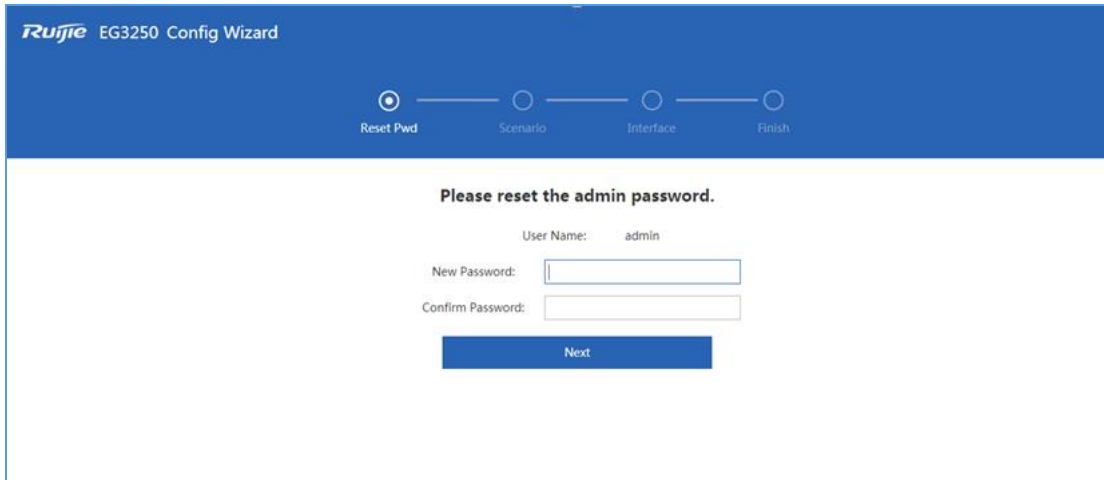 Ruijie EG3250 Config Wizard
Reset Pwd Scenario Interface Finish
Please reset the admin password.
User Name: admin
New Password:
Confirm Password:
Next